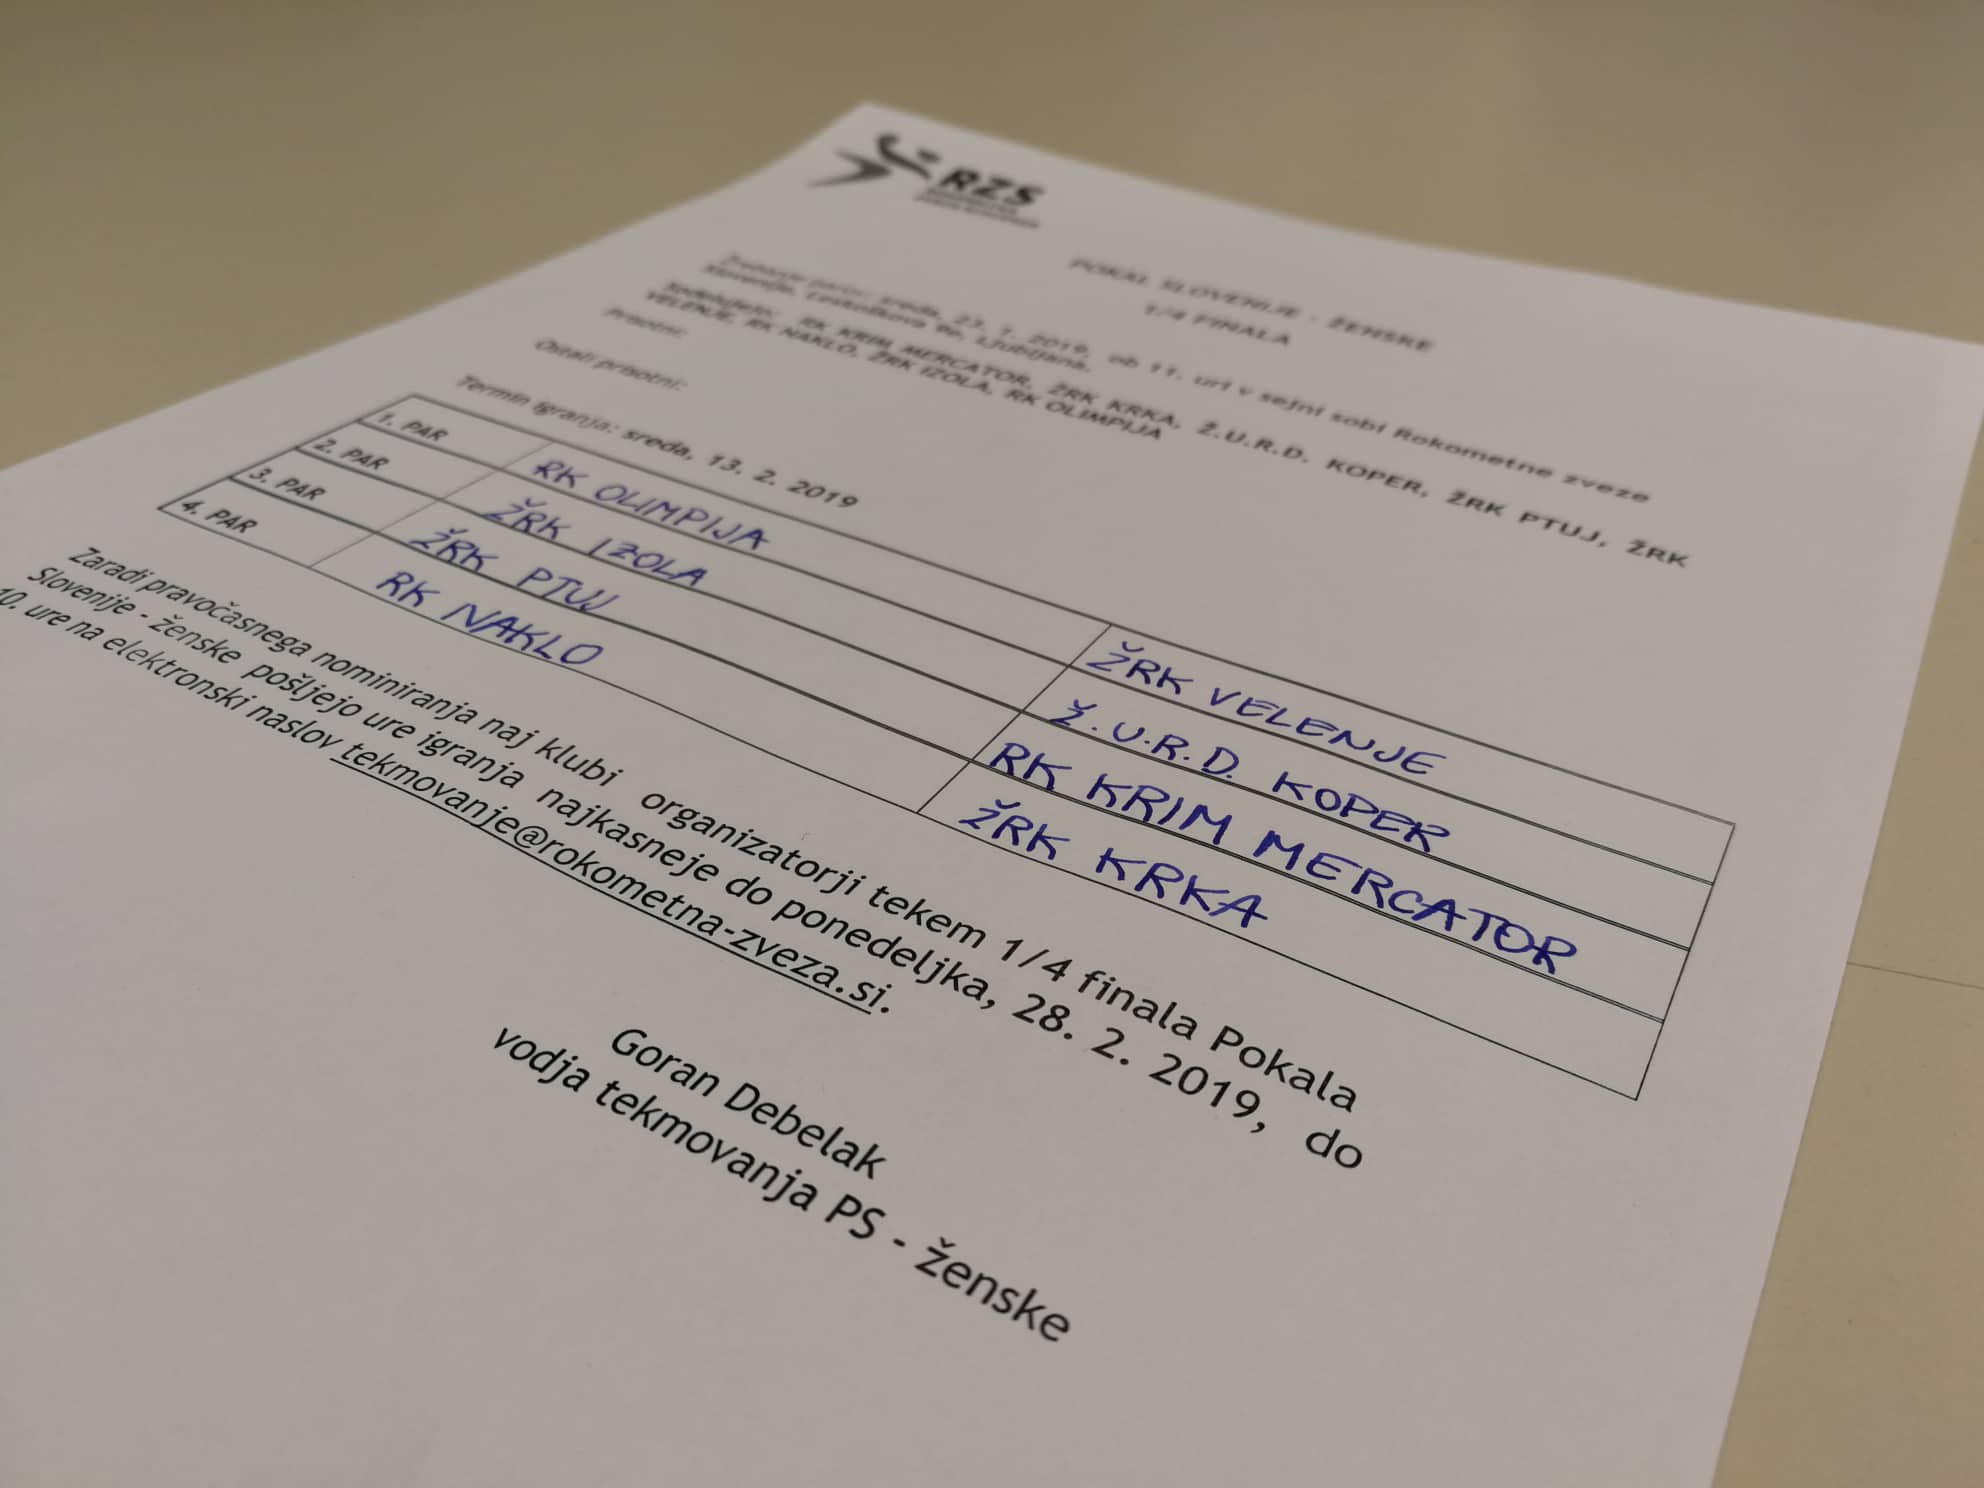 RZS
POKAL SLOVENIJE - ŽENSKE
1/4 FINALA
Žrebanje parov: sreda, 23. 1. 2019, ob 11. uri v sejni sobi Rokometne zveze
Slovenije, Leskoškova 9e, Ljubljana.
Sodelujejo: RK KRIM MERCATOR, ŽRK KRKA, Ž.U.R.D. KOPER, ŽRK PTUJ, ŽRK
VELENJE, RK NAKLO, ŽRK IZOLA, RK OLIMPIJA
Prisotni:
Ostali prisotni:
Termin igranja: sreda, 13. 2. 2019
1. PAR RK OLIMPIJA ŽRK VELENJE
2. PAR ŽRK IZOLA Ž.U.R.D. KOPER
3. PAR ŽRK PTUJ RK KRIM MERCATOR
4. PAR RK NAKLO ŽRK KRKA
Zaradi pravočasnega nominiranja naj klubi organizatorji tekem 1/4 finala Pokala
Slovenije - ženske pošljejo ure igranja najkasneje do ponedeljka, 28. 2. 2019, do
10. ure na elektronski naslov tekmovanje@rokometna-zveza.si.
Goran Debelak
vodja tekmovanja PS - ženske